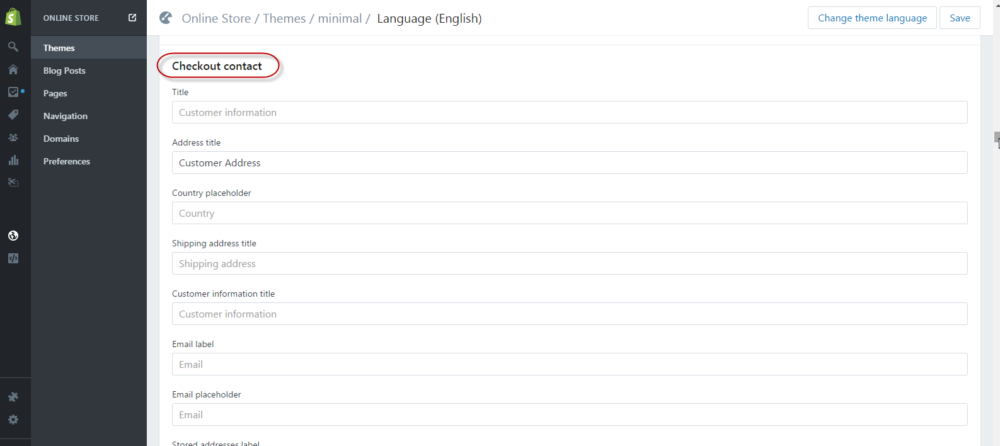 ONLINE STORE
Themes
Blog Posts
Pages
Navigation
Domains
Preferences
Online Store / Themes / minimal / Language (English)
Change theme language
Save
Checkout contact
Title
Customer information
Address title
Customer Address
Country placeholder
Country
Shipping address title
Shipping address
Customer information title
Customer information
Email label
Email
Email placeholder
Email
Stored addresses label